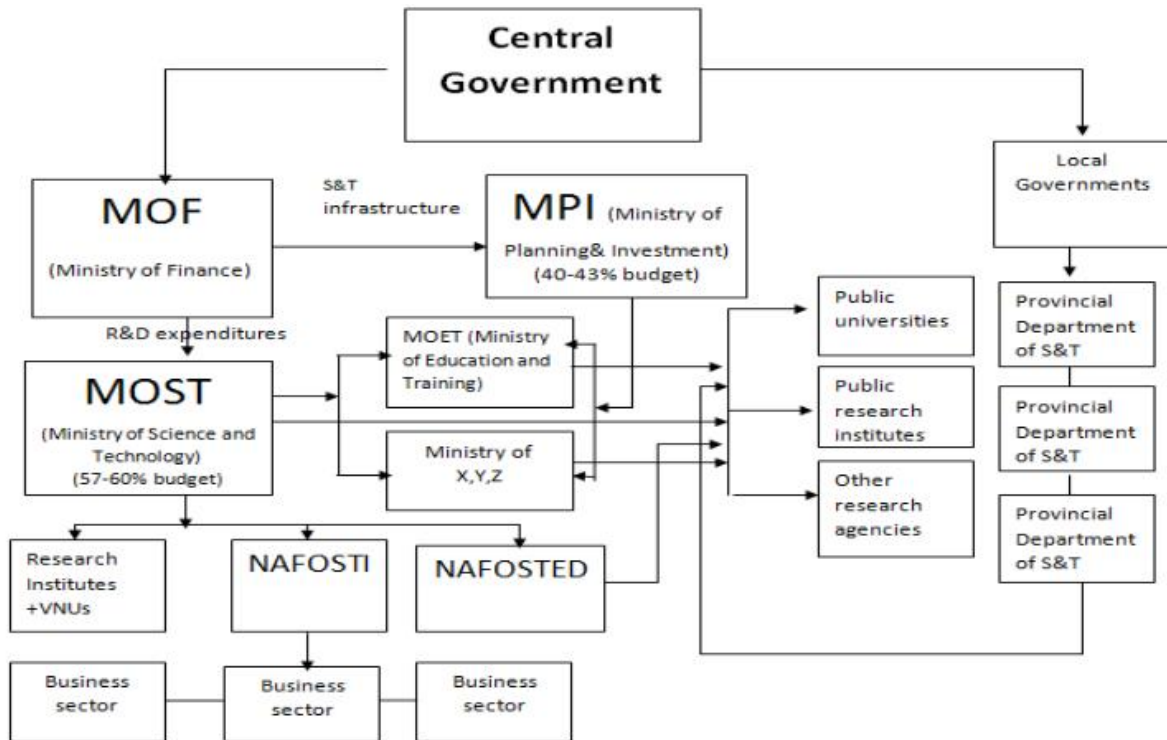 Central
Government
Local
Governments
S&T
infrastructure
MOF
(Ministry of Finance)
MPI (Ministry of
Planning& Investment)
(40-43% budget)
R&D expenditures
MOST
(Ministry of Science and
Technology)
(57-60% budget)
MOET (Ministry
of Education and
Training)
Ministry of
X,Y,Z
Public
universities
Public
research
institutes
Other
research
agencies
Provincial
Department
of S&T
Provincial
Department
of S&T
Provincial
Department
of S&T
Research
Institutes
+VNUs
NAFOSTI
NAFOSTED
Business
sector
Business
sector
Business
sector